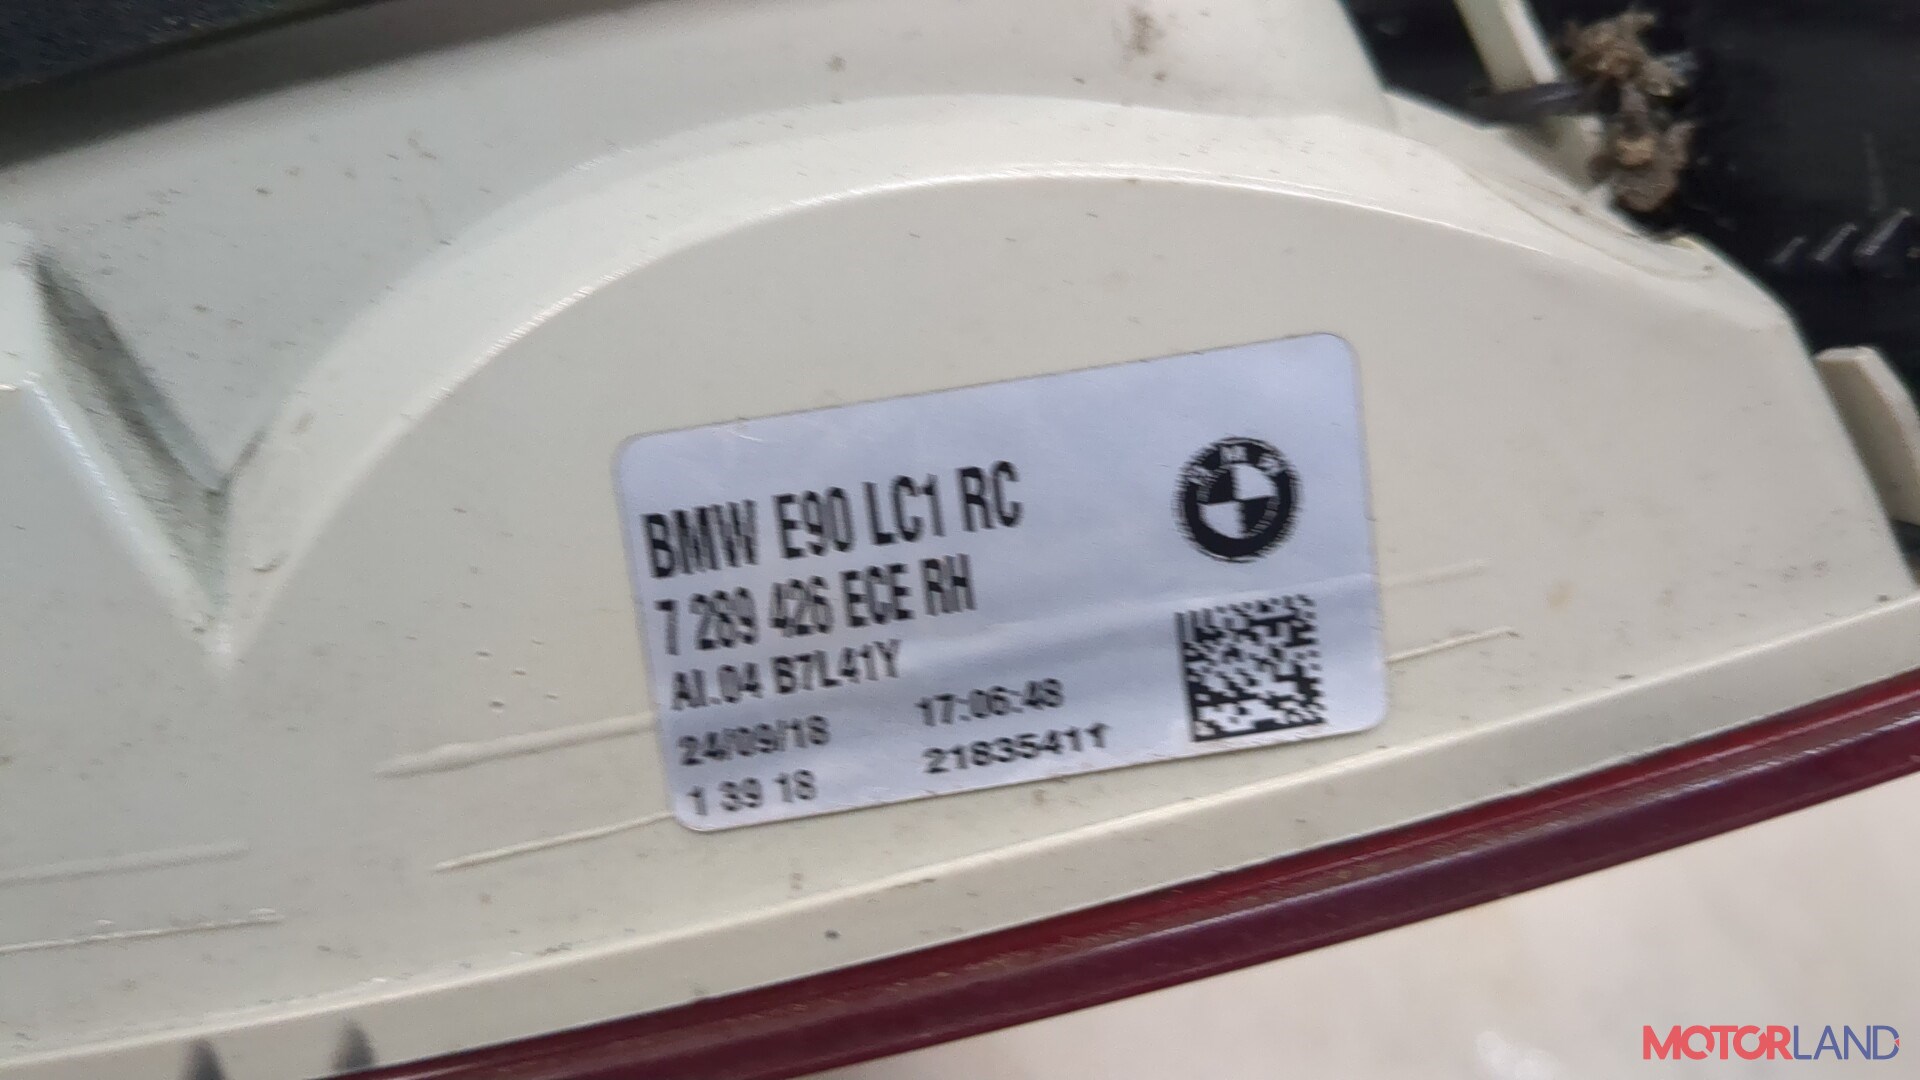 BMW E90 LC1 RC
7 289 426 ECE RH
AI.04 B7L41Y
24/09/18 17:06:48
1 39 18 21835411
MOTORLAND